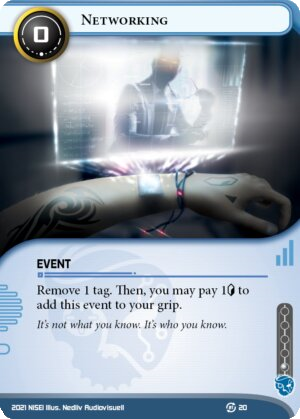 0
Networking
EVENT
Remove 1 tag. Then, you may pay 1 to
add this event to your grip.
It's not what you know. It's who you know.
2021 NISEI Illus. Nedliv Audiovisuell
20